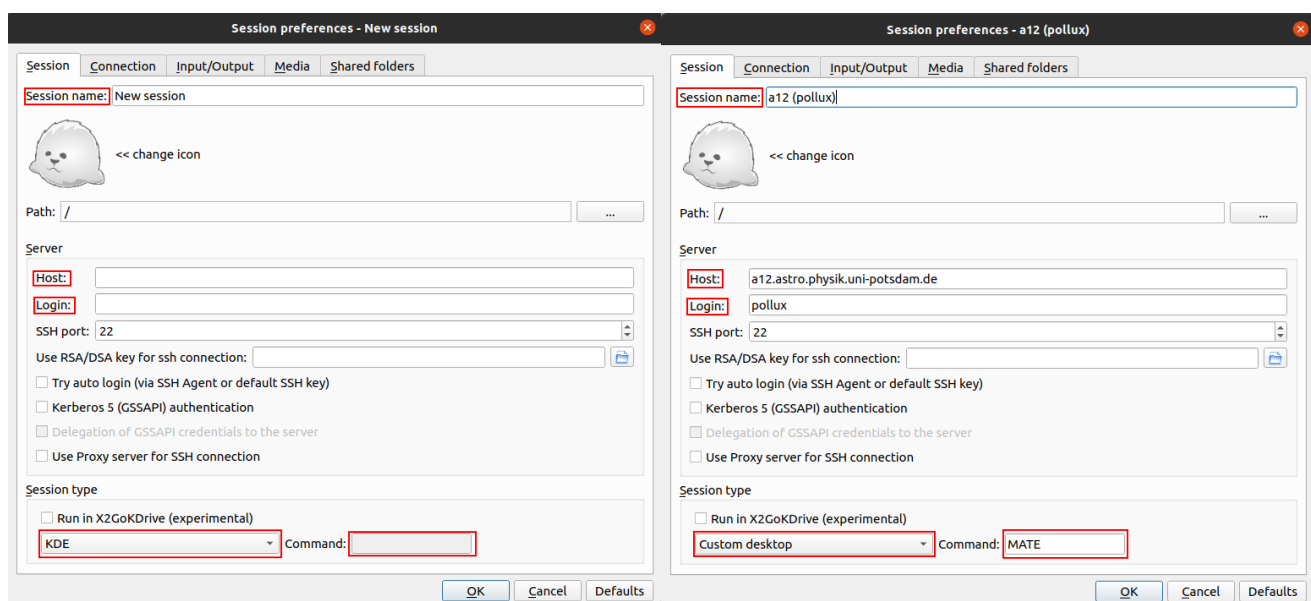 Session preferences - New session
Session Connection Input/Output Media Shared folders
Session name: New session
<< change icon
Path: / ...
Server
Host:
Login:
SSH port: 22
Use RSA/DSA key for ssh connection:
Try auto login (via SSH Agent or default SSH key)
Kerberos 5 (GSSAPI) authentication
Delegation of GSSAPI credentials to the server
Use Proxy server for SSH connection
Session type
Run in X2GoKDrive (experimental)
KDE Command:
OK Cancel Defaults
Session preferences - a12 (pollux)
Session Connection Input/Output Media Shared folders
Session name: a12 (pollux)
<< change icon
Path: / ...
Server
Host: a12.astro.physik.uni-potsdam.de
Login: pollux
SSH port: 22
Use RSA/DSA key for ssh connection:
Try auto login (via SSH Agent or default SSH key)
Kerberos 5 (GSSAPI) authentication
Delegation of GSSAPI credentials to the server
Use Proxy server for SSH connection
Session type
Run in X2GoKDrive (experimental)
Custom desktop Command: MATE
OK Cancel Defaults